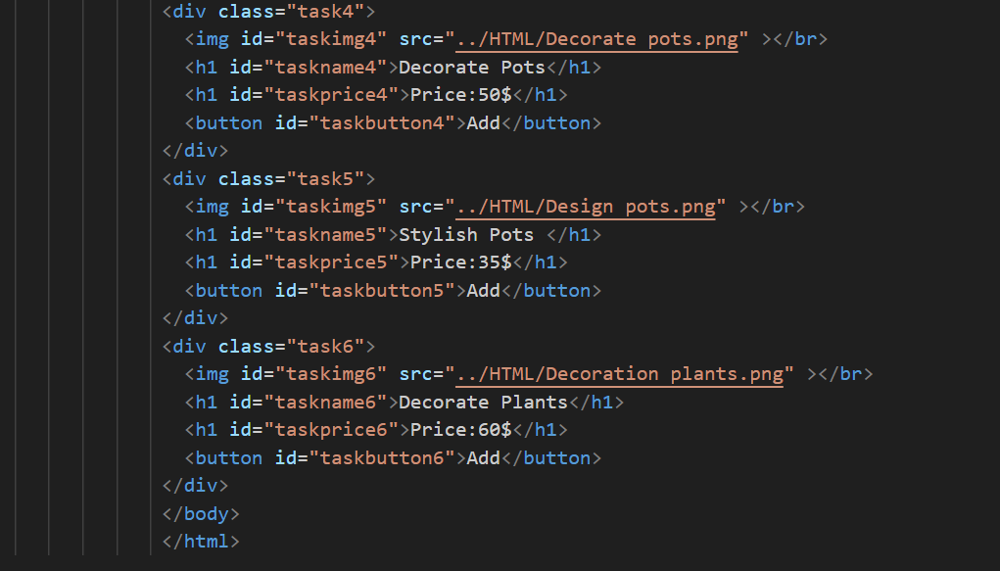 <div class="task4">
<img id="taskimg4" src="../HTML/Decorate pots.png" ></br>
<h1 id="taskname4">Decorate Pots</h1>
<h1 id="taskprice4">Price:50$</h1>
<button id="taskbutton4">Add</button>
</div>
<div class="task5">
<img id="taskimg5" src="../HTML/Design pots.png" ></br>
<h1 id="taskname5">Stylish Pots </h1>
<h1 id="taskprice5">Price:35$</h1>
<button id="taskbutton5">Add</button>
</div>
<div class="task6">
<img id="taskimg6" src="../HTML/Decoration plants.png" ></br>
<h1 id="taskname6">Decorate Plants</h1>
<h1 id="taskprice6">Price:60$</h1>
<button id="taskbutton6">Add</button>
</div>
</body>
</html>